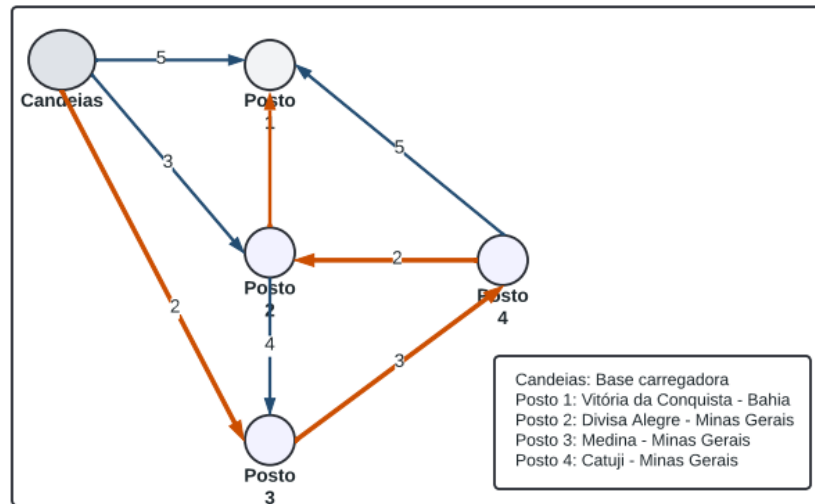 5
Candeias
Posto
1
3
5
Posto
2
2
Posto
4
2
4
3
Posto
3
Candeias: Base carregadora
Posto 1: Vitória da Conquista - Bahia
Posto 2: Divisa Alegre - Minas Gerais
Posto 3: Medina - Minas Gerais
Posto 4: Catuji - Minas Gerais